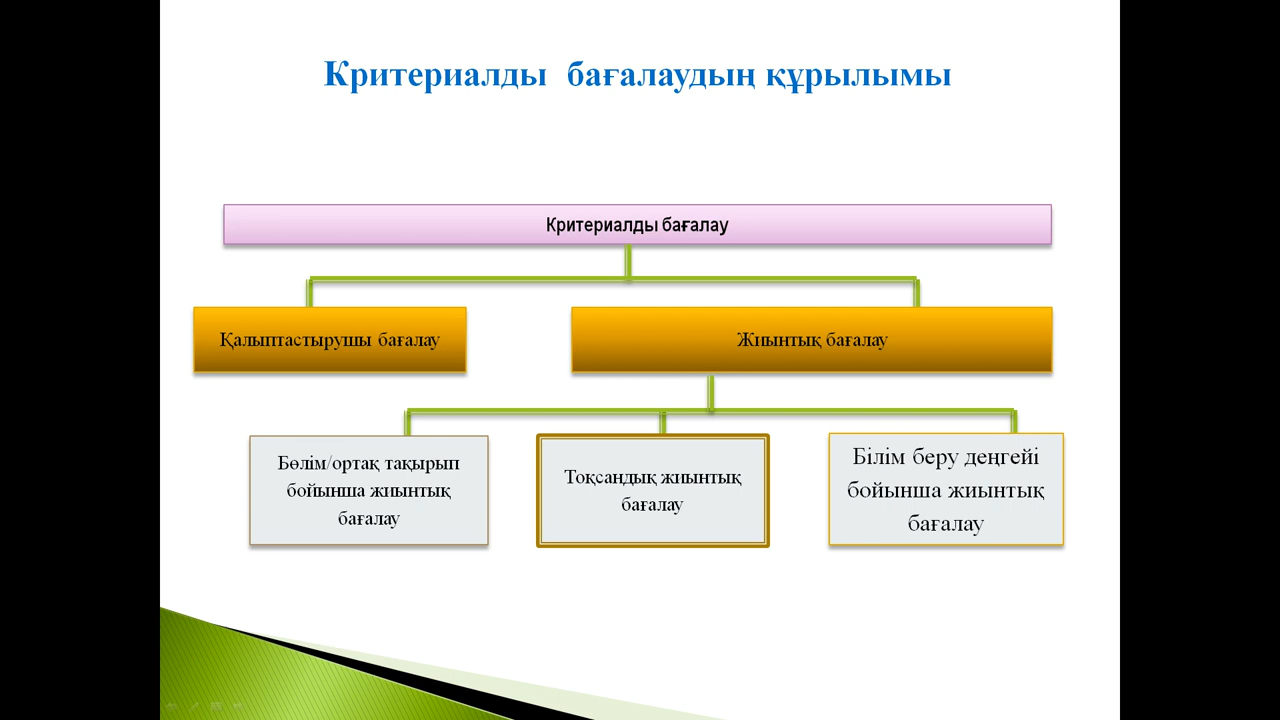 Критериалды  бағалаудың құрылымы
Критериалды бағалау
Қалыптастырушы бағалау
Жиынтық бағалау
Бөлім/ортақ тақырып
бойынша жиынтық
бағалау
Тоқсандық жиынтық
бағалау
Білім беру деңгейі
бойынша жиынтық
бағалау